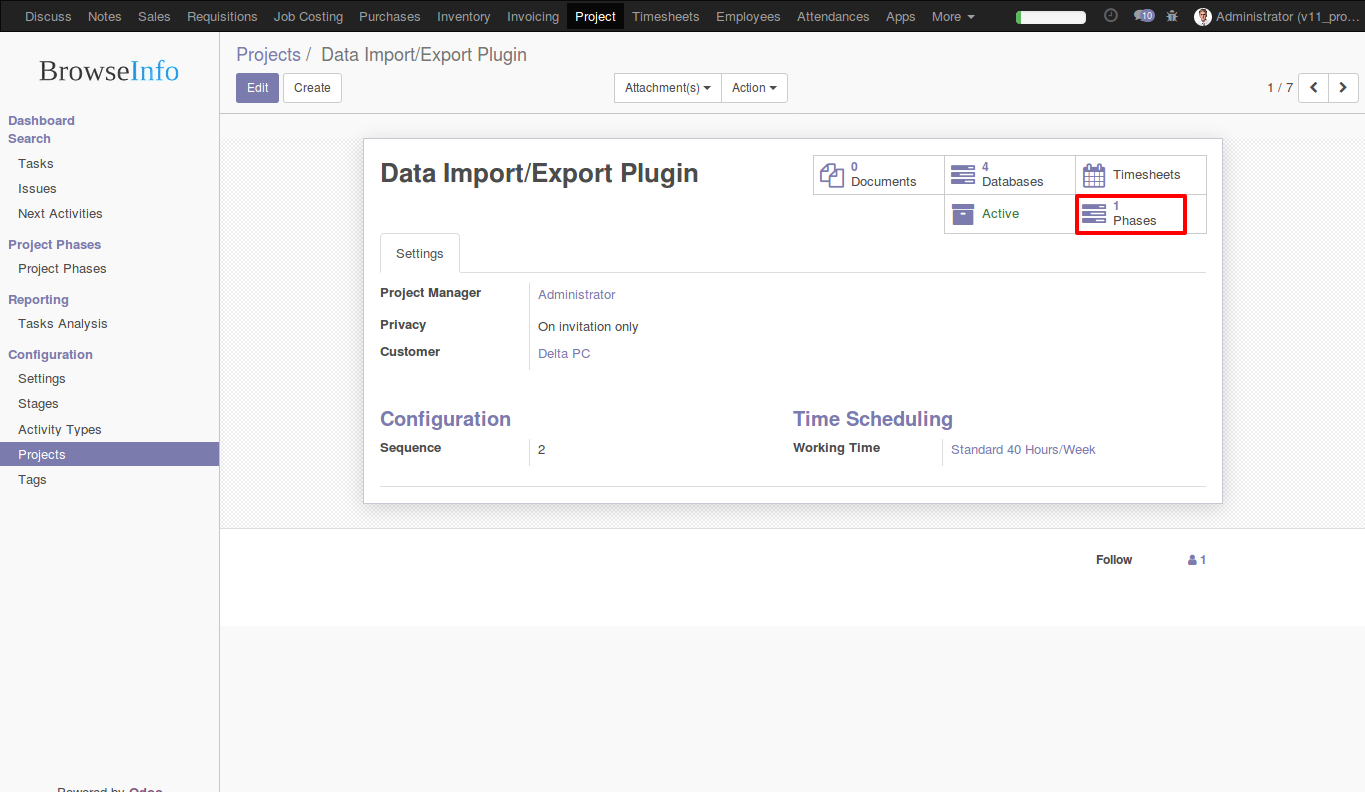 Discuss Notes Sales Requisitions Job Costing Purchases Inventory Invoicing Project Timesheets Employees Attendances Apps More 10 Administrator (v11_pro...
BrowseInfo
Dashboard
Search
Tasks
Issues
Next Activities
Project Phases
Project Phases
Reporting
Tasks Analysis
Configuration
Settings
Stages
Activity Types
Projects
Tags
Powered by Odoo
Projects / Data Import/Export Plugin
Edit Create Attachment(s) Action 1 / 7
Data Import/Export Plugin
0 Documents
4 Databases
Timesheets
Active
1 Phases
Settings
Project Manager Administrator
Privacy On invitation only
Customer Delta PC
Configuration
Sequence 2
Time Scheduling
Working Time Standard 40 Hours/Week
Follow 1